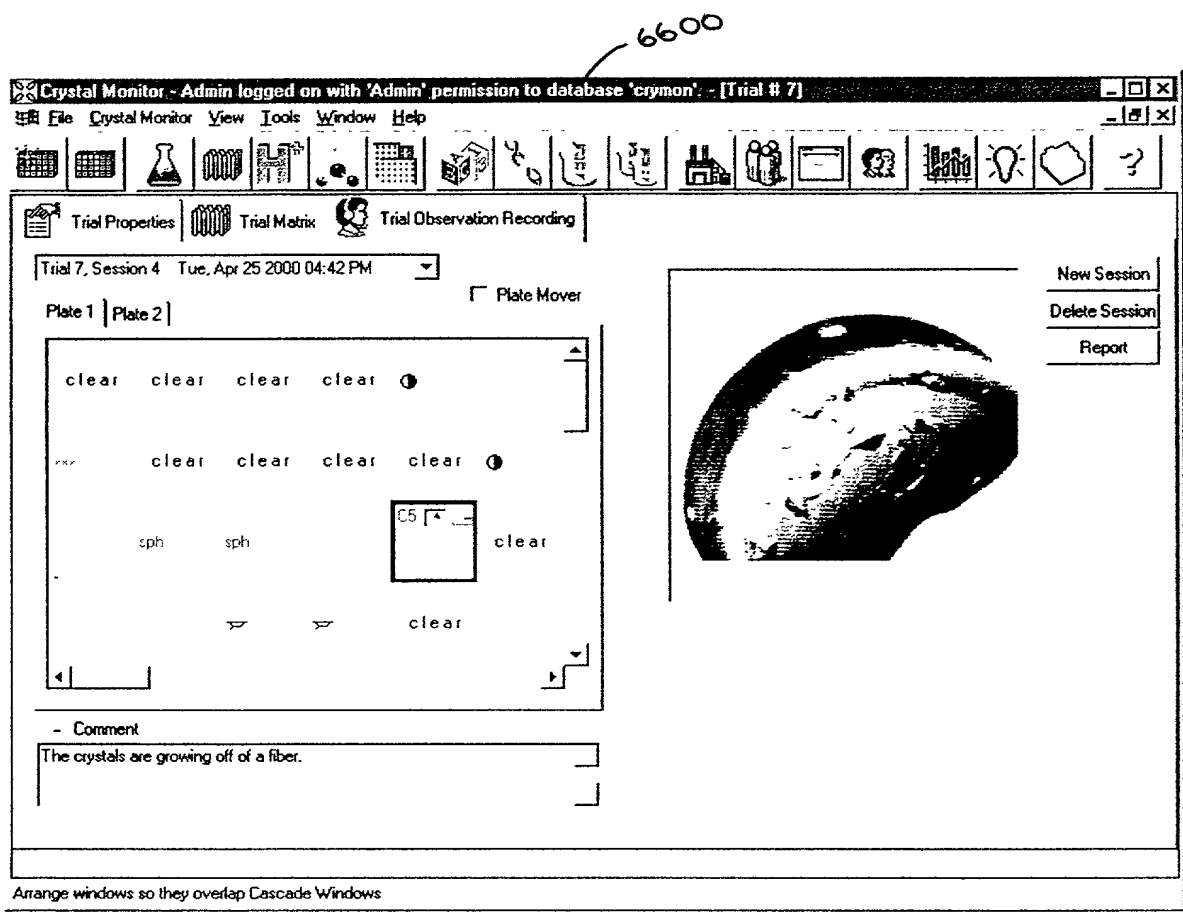 6600
Crystal Monitor - Admin logged on with 'Admin' permission to database 'crymon'. - [Trial # 7]
File Crystal Monitor View Tools Window Help
Trial Properties Trial Matrix Trial Observation Recording
Trial 7, Session 4 Tue, Apr 25 2000 04:42 PM
New Session
Plate Mover
Delete Session
Plate 1 Plate 2
Report
clear clear clear clear
xxx clear clear clear clear
C5 4
sph sph clear
clear
- Comment
The crystals are growing off of a fiber.
Arrange windows so they overlap Cascade Windows